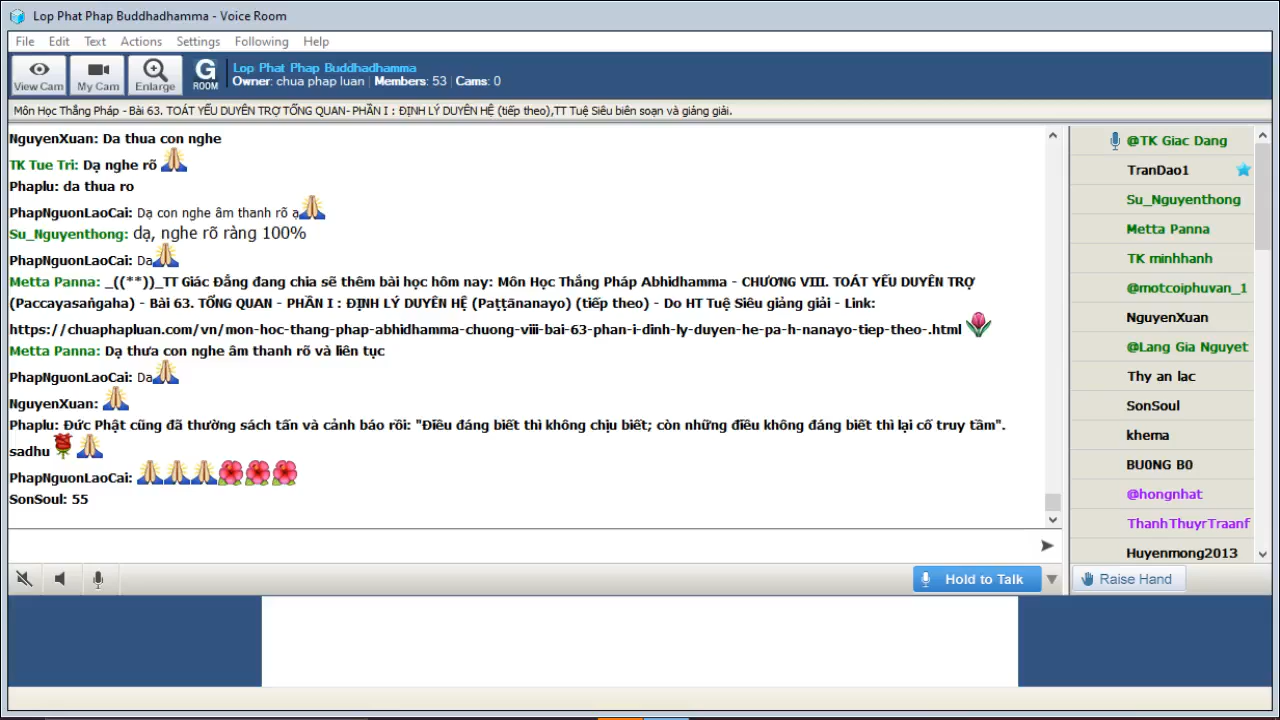 Lop Phat Phap Buddhadhamma - Voice Room
File Edit Text Actions Settings Following Help
View Cam My Cam Enlarge G ROOM
Lop Phat Phap Buddhadhamma
Owner: chua phap luan | Members: 53 | Cams: 0
Môn Học Thắng Pháp - Bài 63. TOÁT YẾU DUYÊN TRỢ TỔNG QUAN- PHẦN I : ĐỊNH LÝ DUYÊN HỆ (tiếp theo),TT Tuệ Siêu biên soạn và giảng giải.
NguyenXuan: Da thua con nghe
TK Tue Tri: Dạ nghe rõ
Phaplu: da thua ro
PhapNguonLaoCai: Dạ con nghe âm thanh rõ ạ
Su_Nguyenthong: dạ, nghe rõ ràng 100%
PhapNguonLaoCai: Da
Metta Panna: _((**))_TT Giác Đẳng đang chia sẽ thêm bài học hôm nay: Môn Học Thắng Pháp Abhidhamma - CHƯƠNG VIII. TOÁT YẾU DUYÊN TRỢ
(Paccayasaṅgaha) - Bài 63. TỔNG QUAN - PHẦN I : ĐỊNH LÝ DUYÊN HỆ (Paṭṭānanayo) (tiếp theo) - Do HT Tuệ Siêu giảng giải - Link:
https://chuaphapluan.com/vn/mon-hoc-thang-phap-abhidhamma-chuong-viii-bai-63-phan-i-dinh-ly-duyen-he-pa-h-nanayo-tiep-theo-.html
Metta Panna: Dạ thưa con nghe âm thanh rõ và liên tục
PhapNguonLaoCai: Da
NguyenXuan:
Phaplu: Đức Phật cũng đã thường sách tấn và cảnh báo rồi: "Điều đáng biết thì không chịu biết; còn những điều không đáng biết thì lại cố truy tầm".
sadhu
PhapNguonLaoCai:
SonSoul: 55
@TK Giac Dang
TranDao1
Su_Nguyenthong
Metta Panna
TK minhhanh
@motcoiphuvan_1
NguyenXuan
@Lang Gia Nguyet
Thy an lac
SonSoul
khema
BU0NG B0
@hongnhat
ThanhThuyrTraanf
Huyenmong2013
Hold to Talk
Raise Hand